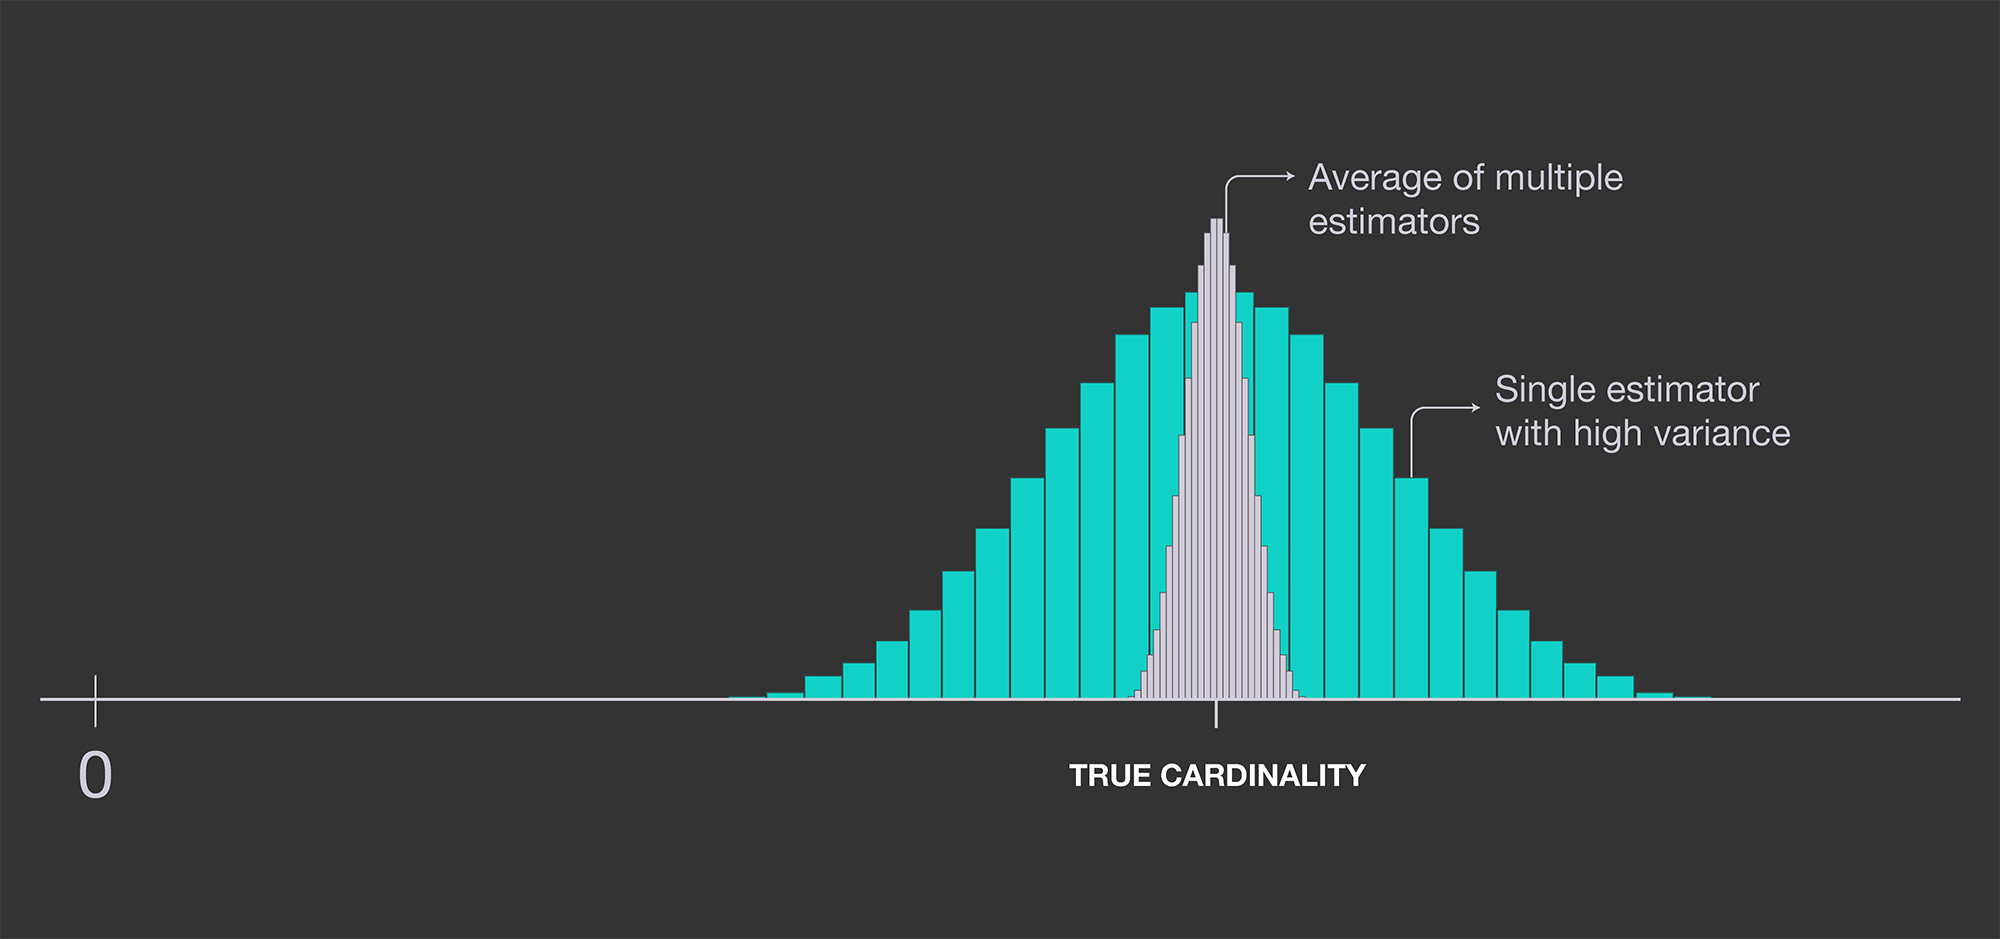 Average of multiple
estimators
Single estimator
with high variance
0
TRUE CARDINALITY